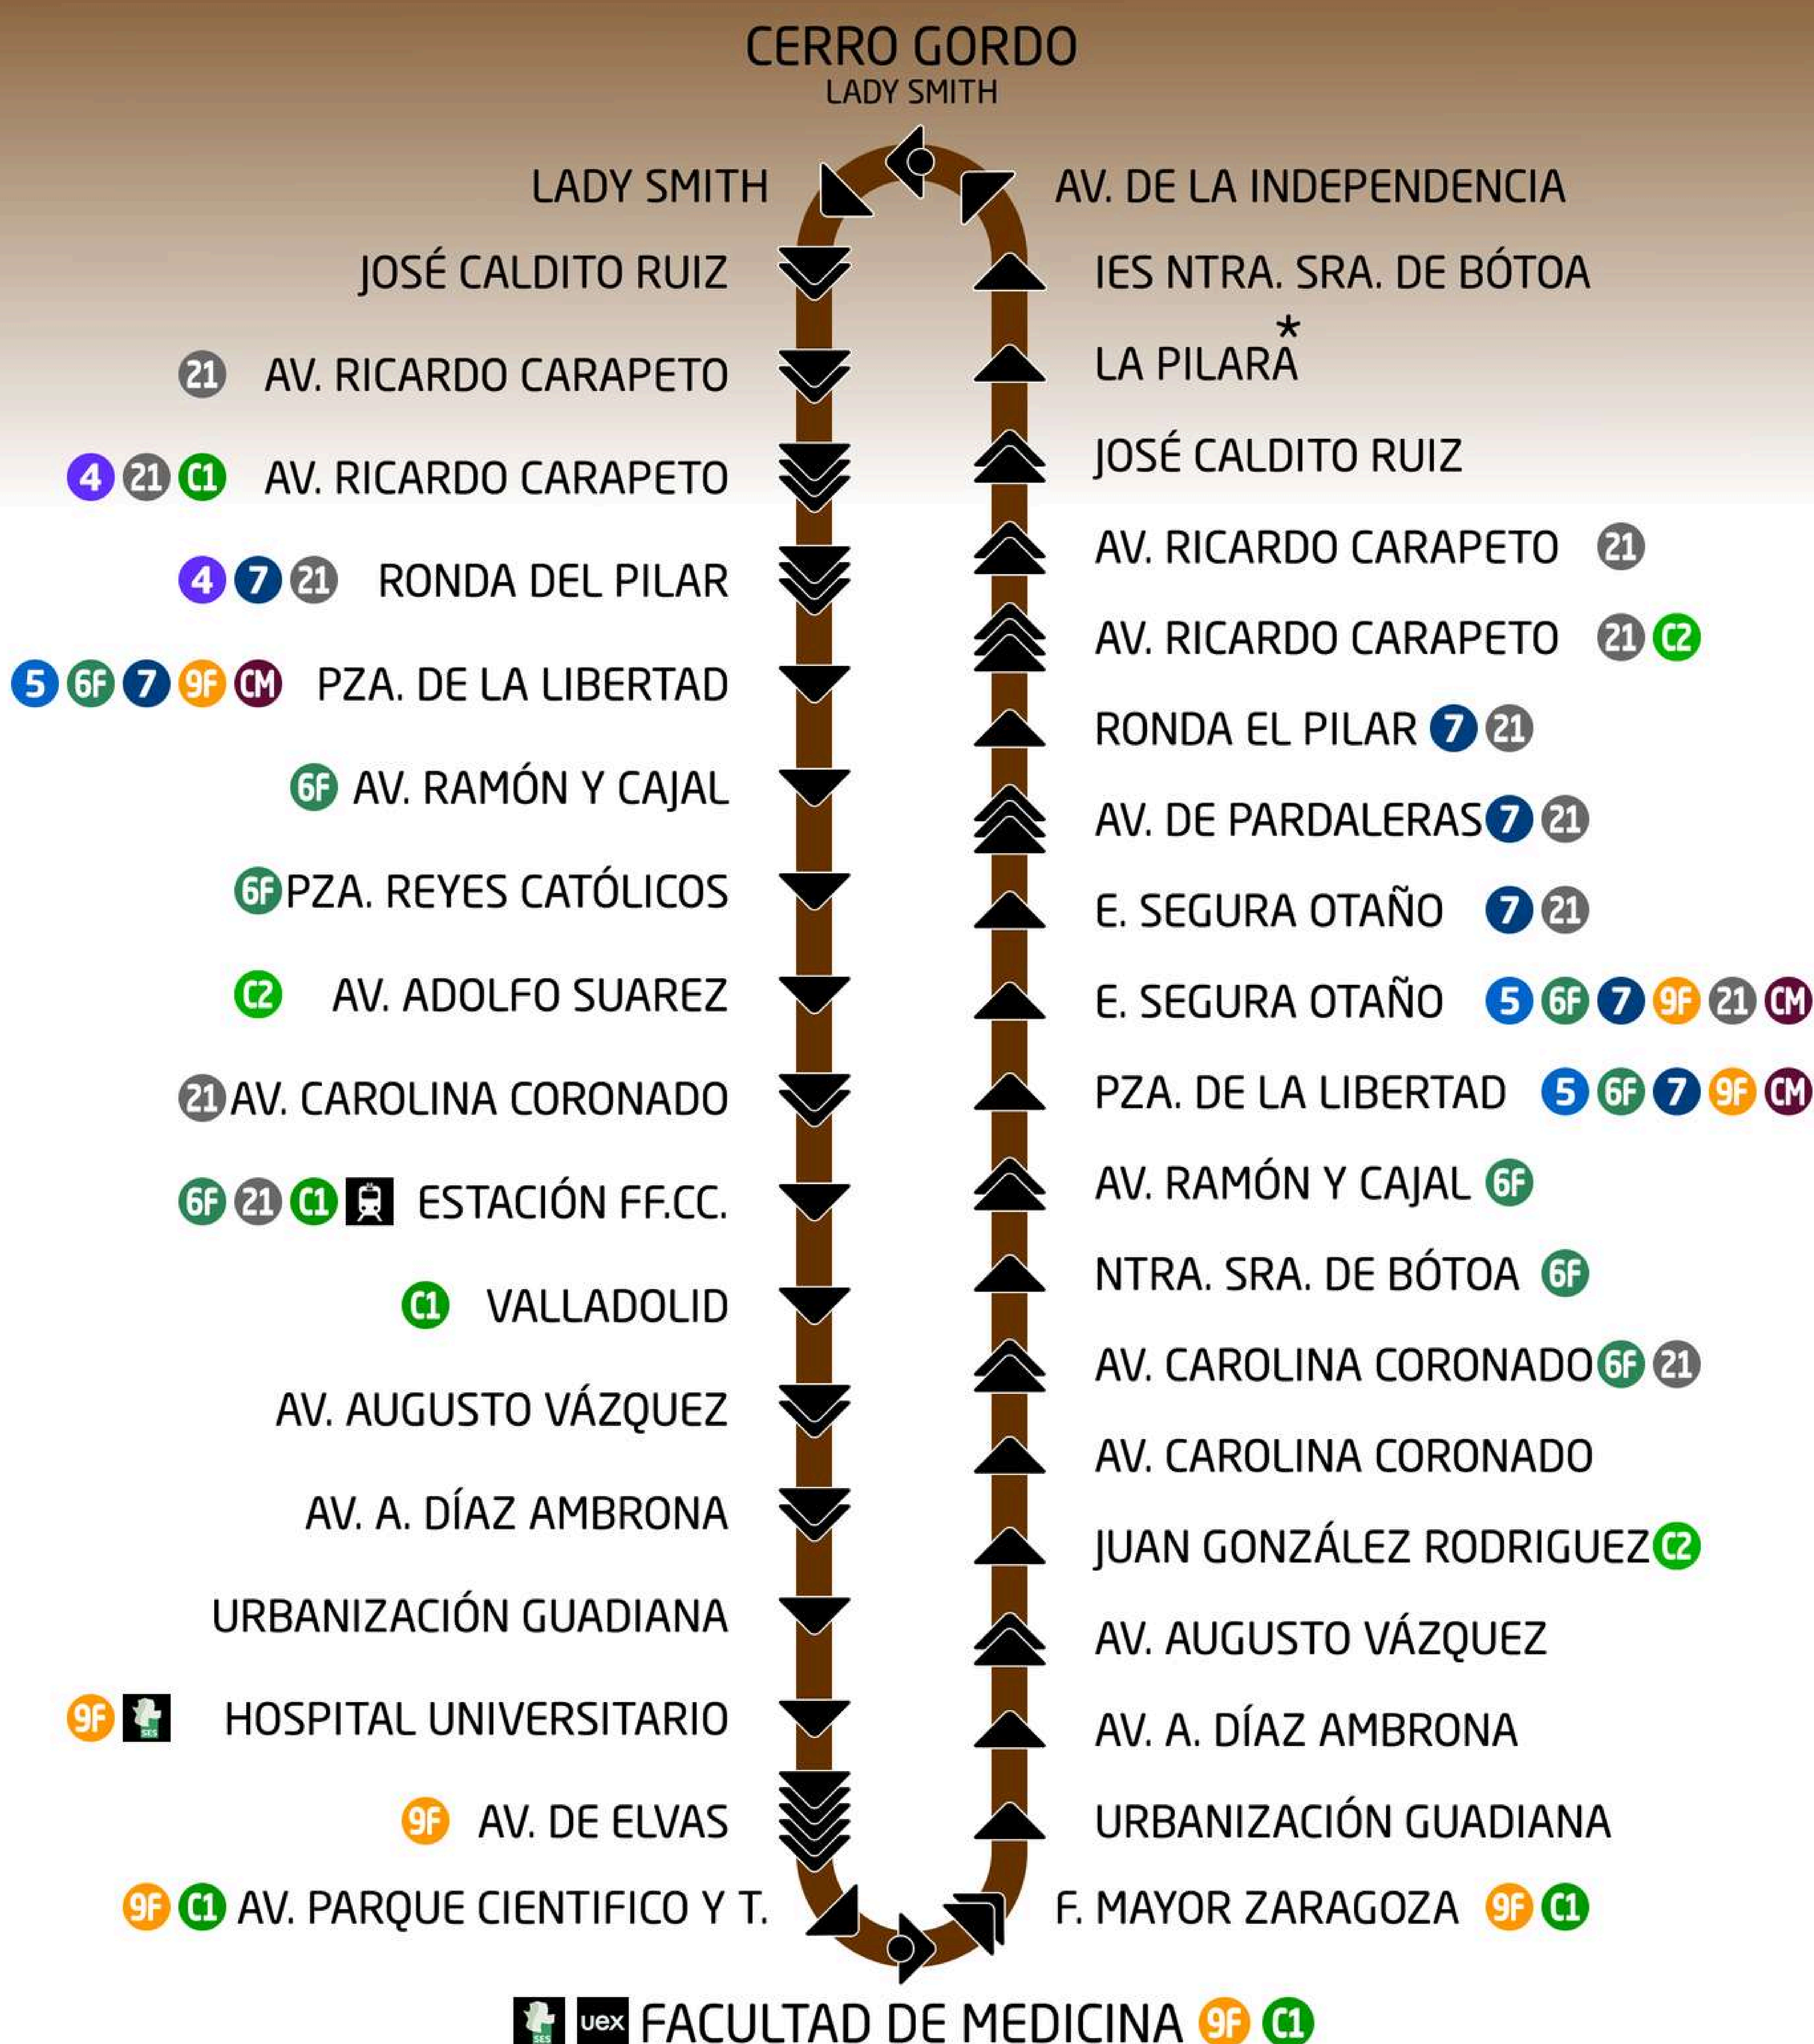 CERRO GORDO
LADY SMITH
LADY SMITH
JOSÉ CALDITO RUIZ
21 AV. RICARDO CARAPETO
4 21 C1 AV. RICARDO CARAPETO
4 7 21 RONDA DEL PILAR
5 6F 7 9F CM PZA. DE LA LIBERTAD
6F AV. RAMÓN Y CAJAL
6F PZA. REYES CATÓLICOS
C2 AV. ADOLFO SUAREZ
21 AV. CAROLINA CORONADO
6F 21 C1 ESTACIÓN FF.CC.
C1 VALLADOLID
AV. AUGUSTO VÁZQUEZ
AV. A. DÍAZ AMBRONA
URBANIZACIÓN GUADIANA
9F SES HOSPITAL UNIVERSITARIO
9F AV. DE ELVAS
9F C1 AV. PARQUE CIENTIFICO Y T.
AV. DE LA INDEPENDENCIA
IES NTRA. SRA. DE BÓTOA
LA PILARA*
JOSÉ CALDITO RUIZ
AV. RICARDO CARAPETO 21
AV. RICARDO CARAPETO 21 C2
RONDA EL PILAR 7 21
AV. DE PARDALERAS 7 21
E. SEGURA OTAÑO 7 21
E. SEGURA OTAÑO 5 6F 7 9F 21 CM
PZA. DE LA LIBERTAD 5 6F 7 9F CM
AV. RAMÓN Y CAJAL 6F
NTRA. SRA. DE BÓTOA 6F
AV. CAROLINA CORONADO 6F 21
AV. CAROLINA CORONADO
JUAN GONZÁLEZ RODRIGUEZ C2
AV. AUGUSTO VÁZQUEZ
AV. A. DÍAZ AMBRONA
URBANIZACIÓN GUADIANA
F. MAYOR ZARAGOZA 9F C1
SES uex FACULTAD DE MEDICINA 9F C1